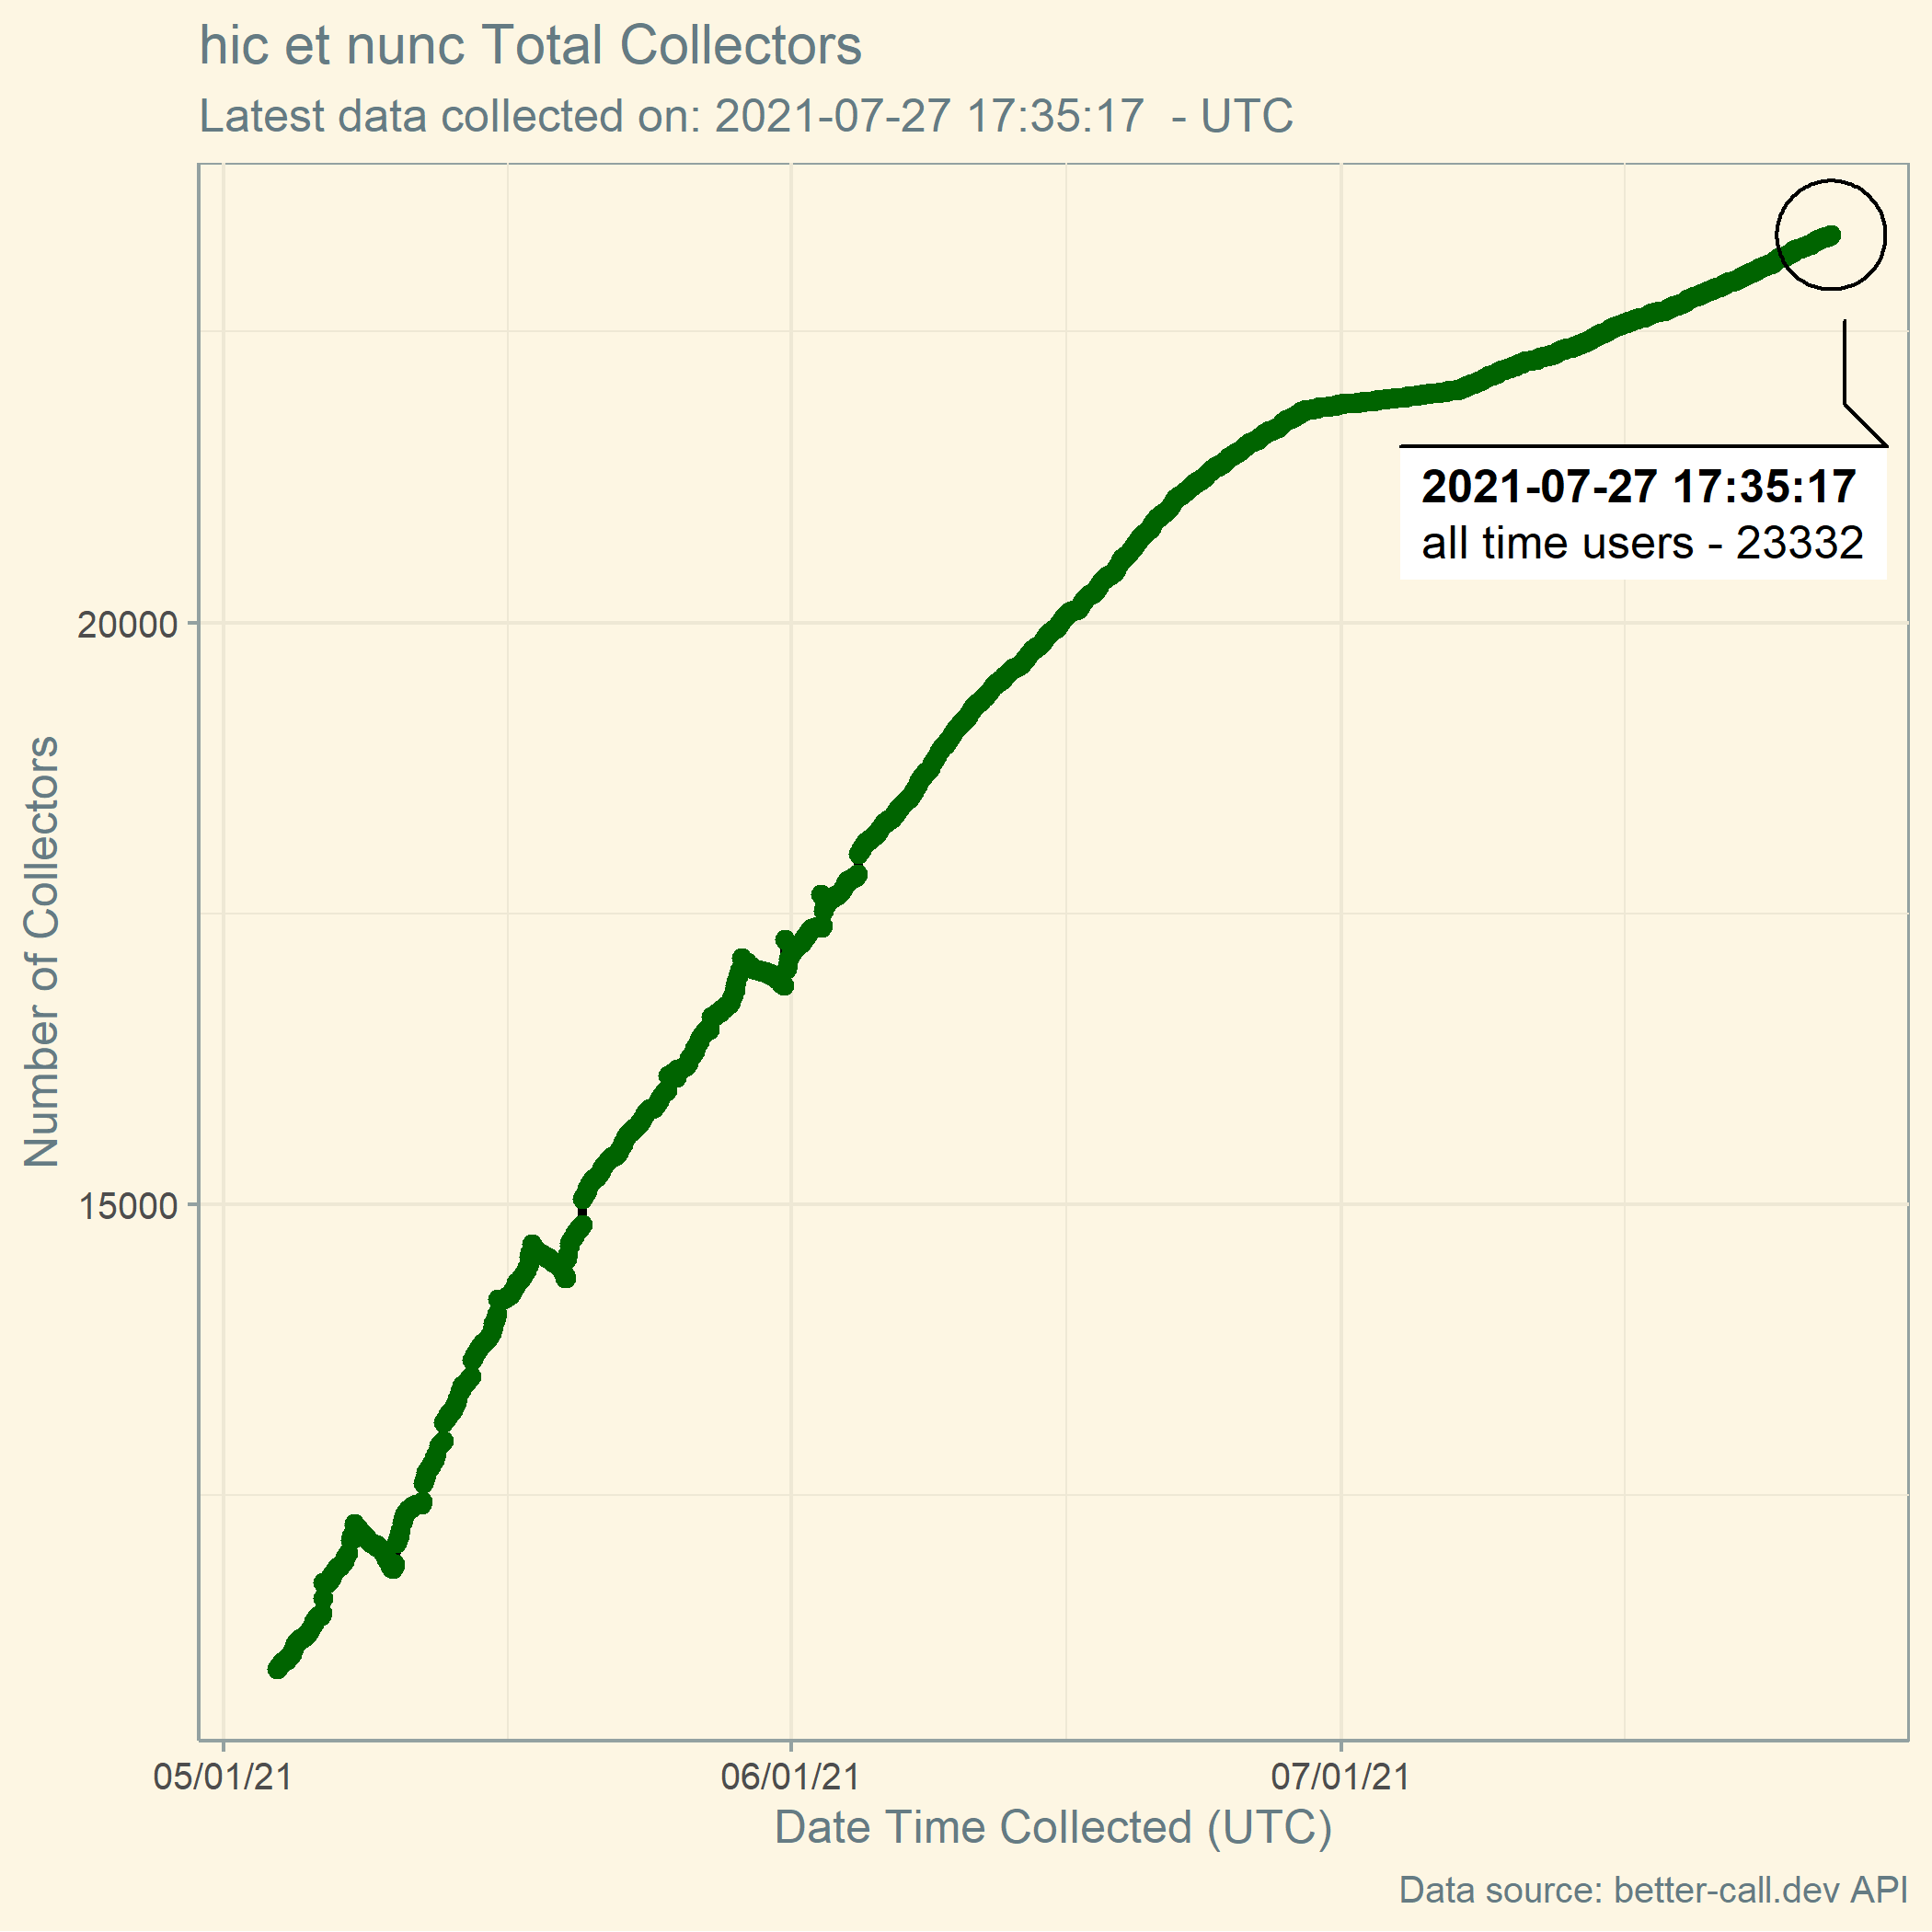 hic et nunc Total Collectors
Latest data collected on: 2021-07-27 17:35:17  - UTC
2021-07-27 17:35:17
all time users - 23332
20000
15000
Number of Collectors
05/01/21
06/01/21
07/01/21
Date Time Collected (UTC)
Data source: better-call.dev API